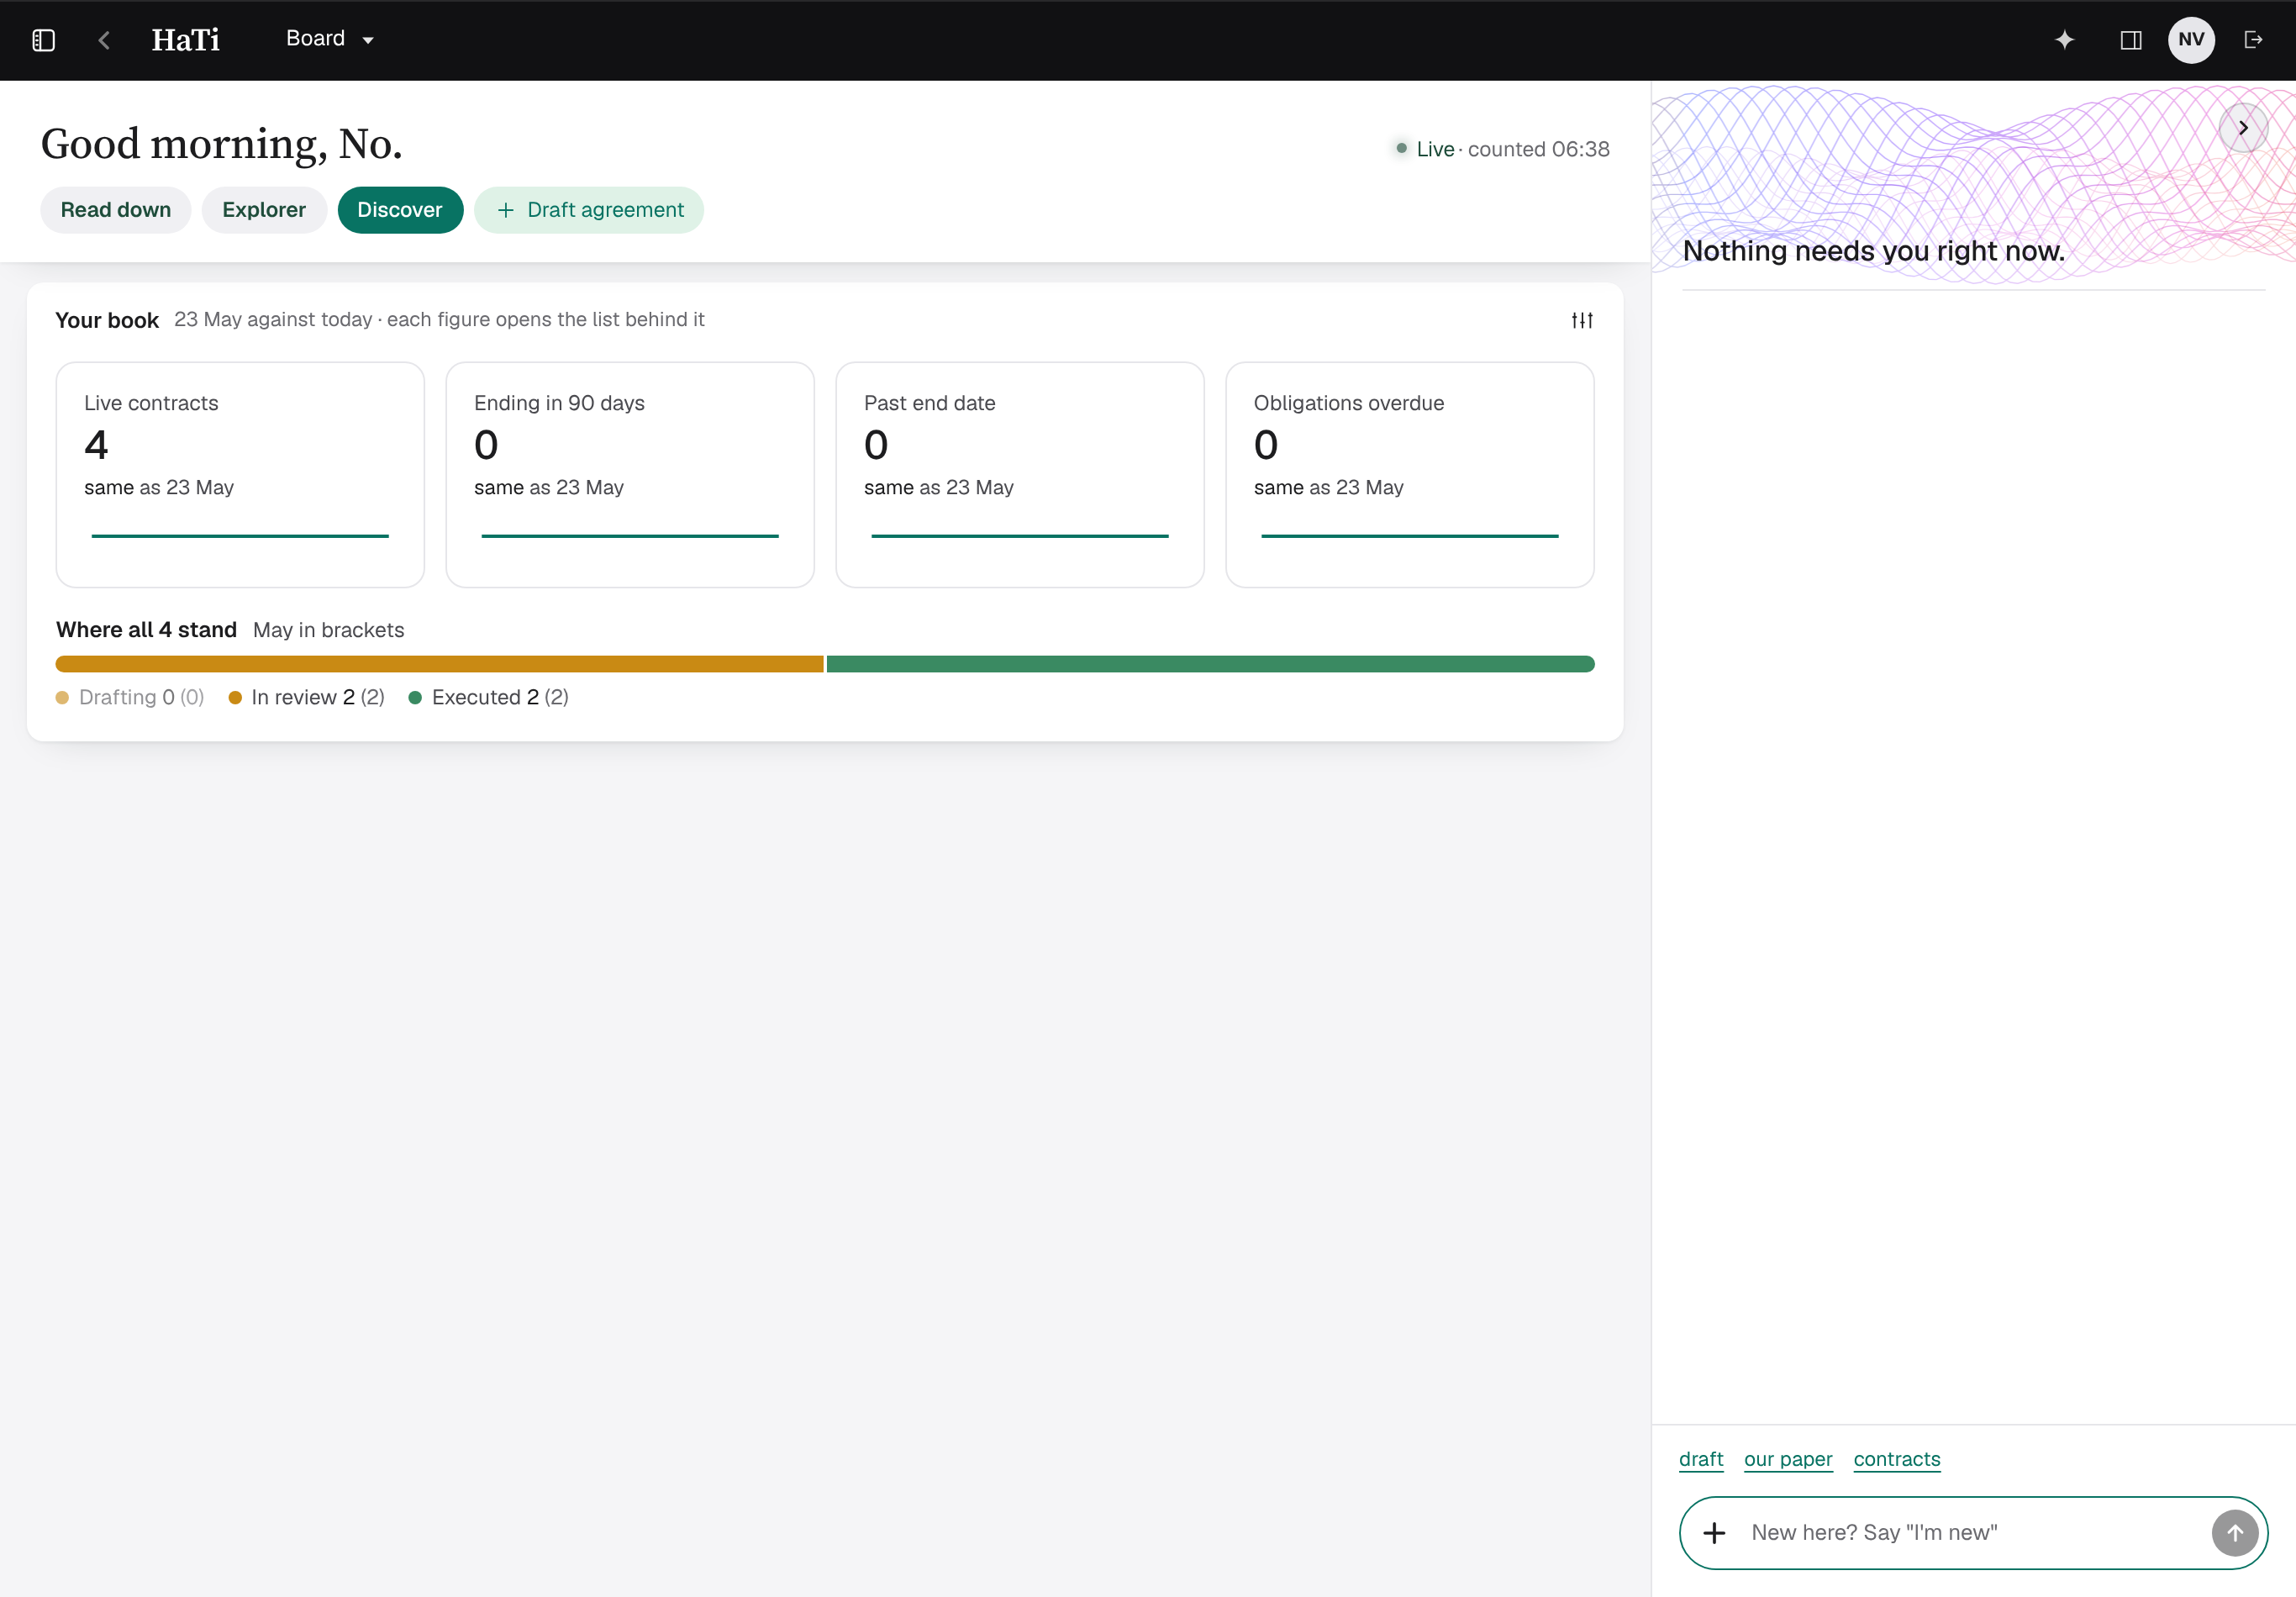 HaTi Board NV
Good morning, No.
Live · counted 06:38
Read down Explorer Discover + Draft agreement
Your book 23 May against today · each figure opens the list behind it
Live contracts
4
same as 23 May
Ending in 90 days
0
same as 23 May
Past end date
0
same as 23 May
Obligations overdue
0
same as 23 May
Where all 4 stand May in brackets
Drafting 0 (0) In review 2 (2) Executed 2 (2)
Nothing needs you right now.
draft our paper contracts
New here? Say "I'm new"